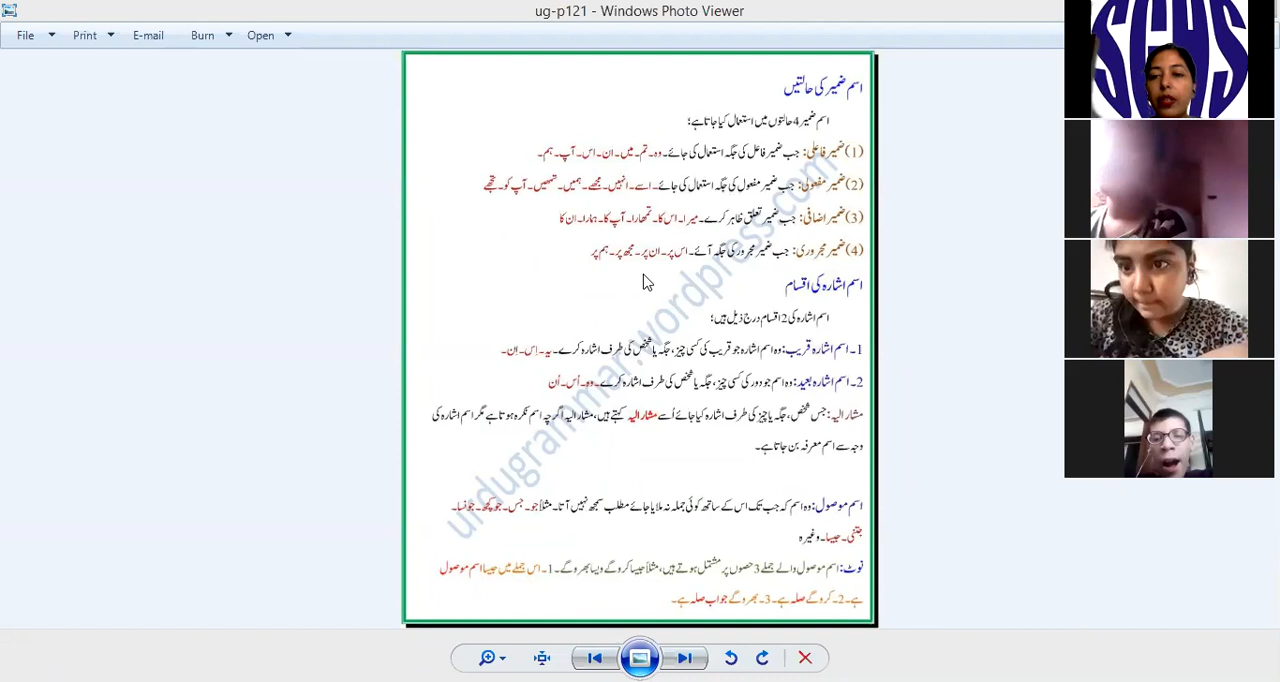 ug-p121 - Windows Photo Viewer
File Print E-mail Burn Open
SCHS
اسم ضمیر کی حالتیں
اسم ضمیر 4 حالتوں میں استعمال کیا جاتا ہے؛
(1) ضمیر فاعلی: جب ضمیر فاعل کی جگہ استعمال کی جائے۔ وہ۔ تم۔ میں۔ ان۔ اس۔ آپ۔ ہم۔
(2) ضمیر مفعولی: جب ضمیر مفعول کی جگہ استعمال کی جائے۔ اسے۔ انہیں۔ مجھے۔ ہمیں۔ تمھیں۔ آپ کو۔ تجھے
(3) ضمیر اضافی: جب ضمیر تعلق ظاہر کرے۔ میرا۔ اس کا۔ تمھارا۔ آپ کا۔ ہمارا۔ ان کا
(4) ضمیر مجروری: جب ضمیر مجرور کی جگہ آئے۔ اس پر۔ ان پر۔ مجھ پر۔ ہم پر
اسم اشارہ کی اقسام
اسم اشارہ کی 2 اقسام درج ذیل ہیں؛
1۔ اسم اشارہ قریب: وہ اسم اشارہ جو قریب کی کسی چیز، جگہ یا شخص کی طرف اشارہ کرے۔ یہ۔ اِس۔ اِن۔
2۔ اسم اشارہ بعید: وہ اسم جو دور کی کسی چیز، جگہ یا شخص کی طرف اشارہ کرے۔ وہ۔ اُس۔ اُن
مشارالیہ: جس شخص، جگہ یا چیز کی طرف اشارہ کیا جائے اُسے مشارالیہ کہتے ہیں، مشارالیہ اگرچہ اسم نکرہ ہوتا ہے مگر اسم اشارہ کی
وجہ سے اسم معرفہ بن جاتا ہے۔
اسم موصول: وہ اسم کہ جب تک اس کے ساتھ کوئی جملہ نہ ملایا جائے مطلب سمجھ نہیں آتا۔ مثلاً جو۔ جس۔ جو کچھ۔ جونسا۔
جتنی۔ جیسا۔ وغیرہ
نوٹ: اسم موصول والے جملے 3 حصوں پر مشتمل ہوتے ہیں، مثلاً جیسا کرو گے ویسا بھرو گے۔ 1۔ اس جملے میں جیسا اسم موصول
ہے۔ 2۔ کرو گے صلہ ہے۔ 3۔ بھرو گے جواب صلہ ہے۔
urdugrammar.wordpress.com